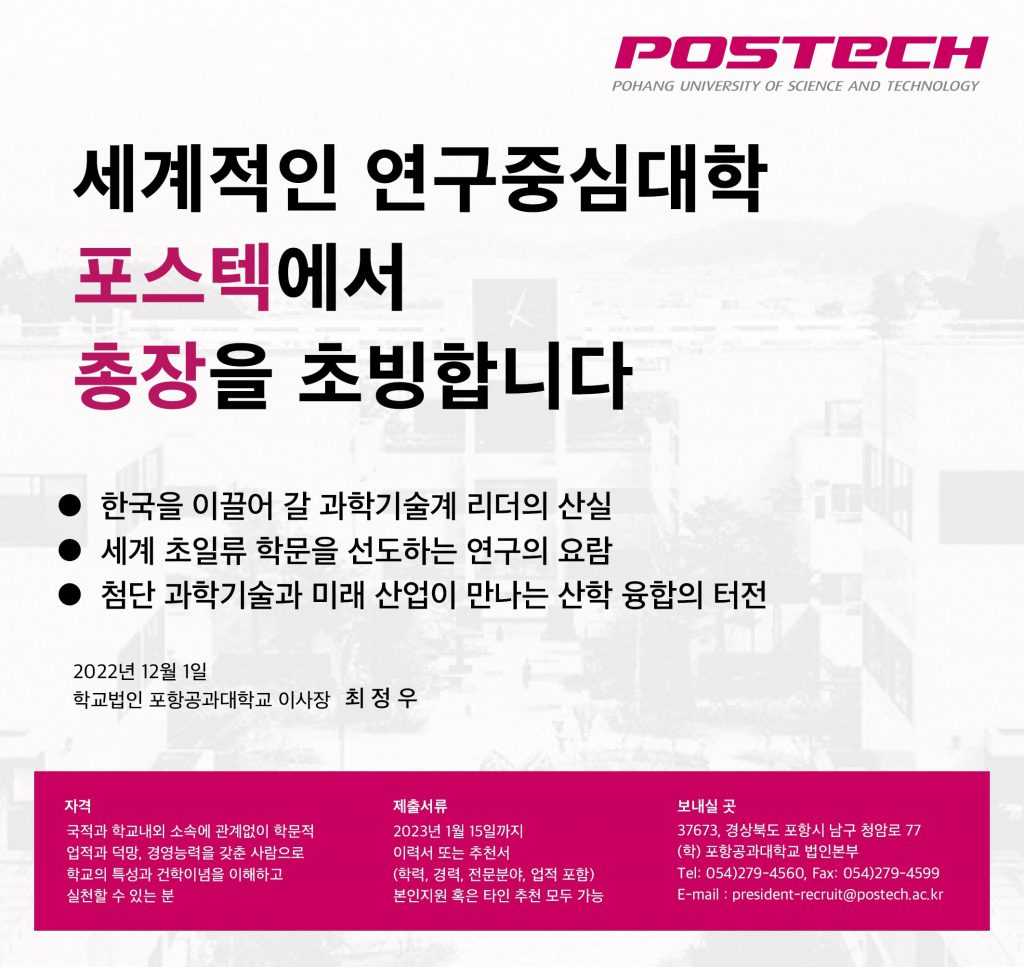 POSTECH
POHANG UNIVERSITY OF SCIENCE AND TECHNOLOGY
세계적인 연구중심대학
포스텍에서
총장을 초빙합니다
● 한국을 이끌어 갈 과학기술계 리더의 산실
● 세계 초일류 학문을 선도하는 연구의 요람
● 첨단 과학기술과 미래 산업이 만나는 산학 융합의 터전
2022년 12월 1일
학교법인 포항공과대학교 이사장 최정우
자격
국적과 학교내외 소속에 관계없이 학문적
업적과 덕망, 경영능력을 갖춘 사람으로
학교의 특성과 건학이념을 이해하고
실천할 수 있는 분
제출서류
2023년 1월 15일까지
이력서 또는 추천서
(학력, 경력, 전문분야, 업적 포함)
본인지원 혹은 타인 추천 모두 가능
보내실 곳
37673, 경상북도 포항시 남구 청암로 77
(학) 포항공과대학교 법인본부
Tel: 054)279-4560, Fax: 054)279-4599
E-mail : president-recruit@postech.ac.kr